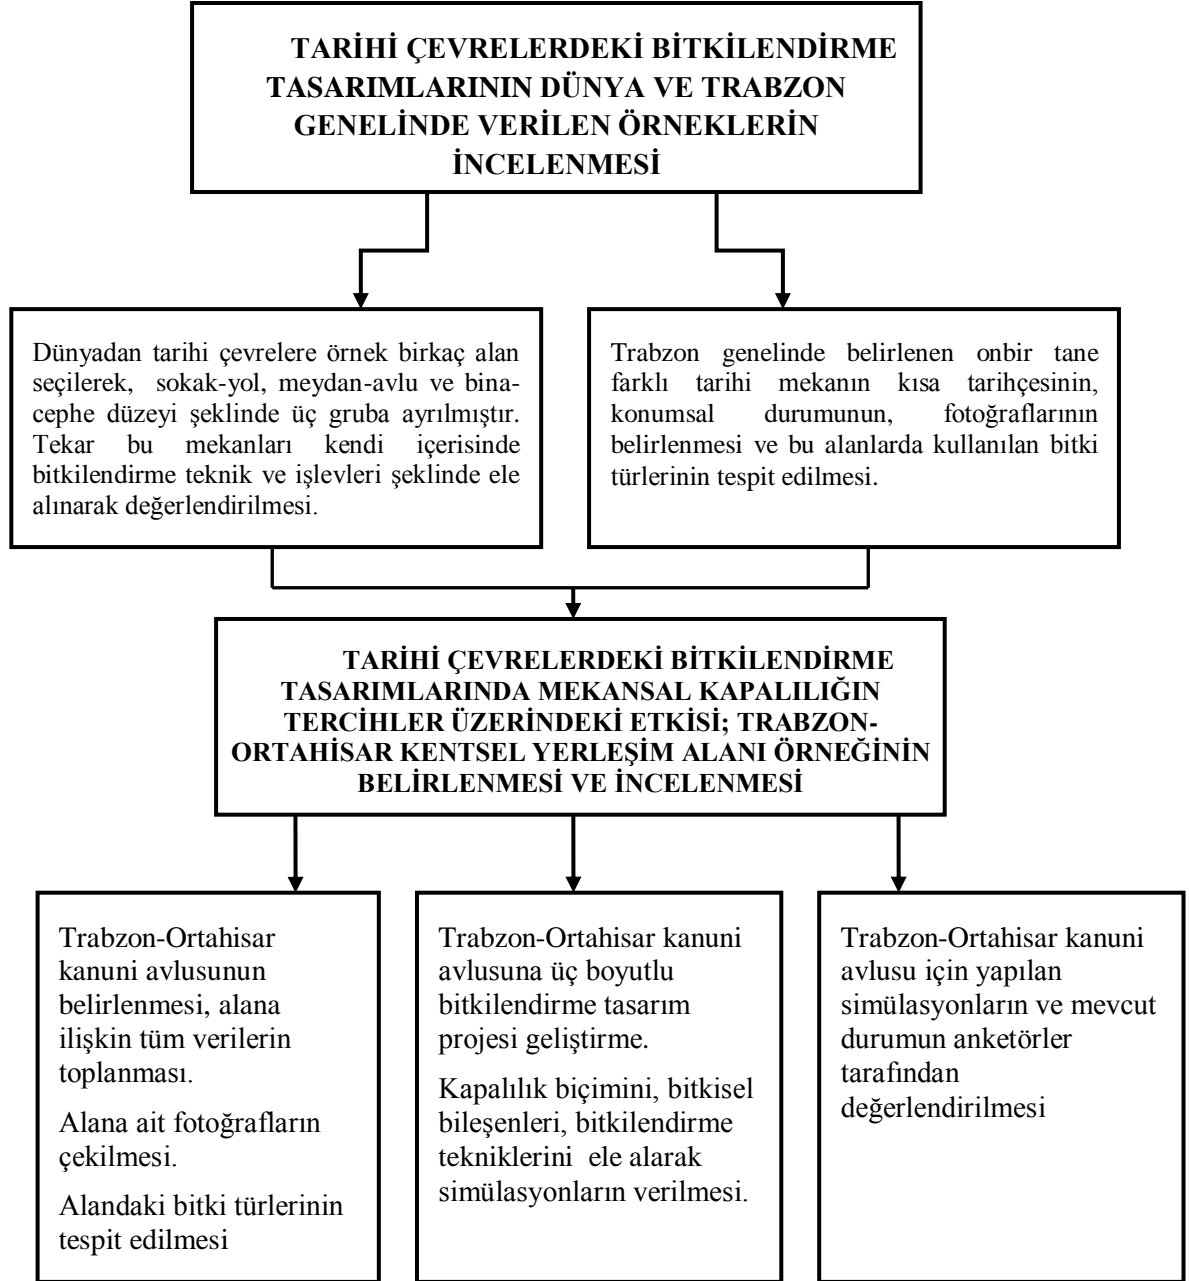 TARİHİ ÇEVRELERDEKİ BİTKİLENDİRME
TASARIMLARININ DÜNYA VE TRABZON
GENELİNDE VERİLEN ÖRNEKLERİN
İNCELENMESİ
Dünyadan tarihi çevrelere örnek birkaç alan
seçilerek, sokak-yol, meydan-avlu ve bina-
cephe düzeyi şeklinde üç gruba ayrılmıştır.
Tekar bu mekanları kendi içerisinde
bitkilendirme teknik ve işlevleri şeklinde ele
alınarak değerlendirilmesi.
Trabzon genelinde belirlenen onbir tane
farklı tarihi mekanın kısa tarihçesinin,
konumsal durumunun, fotoğraflarının
belirlenmesi ve bu alanlarda kullanılan bitki
türlerinin tespit edilmesi.
TARİHİ ÇEVRELERDEKİ BİTKİLENDİRME
TASARIMLARINDA MEKANSAL KAPALILIĞIN
TERCİHLER ÜZERİNDEKİ ETKİSİ; TRABZON-
ORTAHİSAR KENTSEL YERLEŞİM ALANI ÖRNEĞİNİN
BELİRLENMESİ VE İNCELENMESİ
Trabzon-Ortahisar
kanuni avlusunun
belirlenmesi, alana
ilişkin tüm verilerin
toplanması.
Alana ait fotoğrafların
çekilmesi.
Alandaki bitki türlerinin
tespit edilmesi
Trabzon-Ortahisar kanuni
avlusuna üç boyutlu
bitkilendirme tasarım
projesi geliştirme.
Kapalılık biçimini, bitkisel
bileşenleri, bitkilendirme
tekniklerini ele alarak
simülasyonların verilmesi.
Trabzon-Ortahisar kanuni
avlusu için yapılan
simülasyonların ve mevcut
durumun anketörler
tarafından
değerlendirilmesi